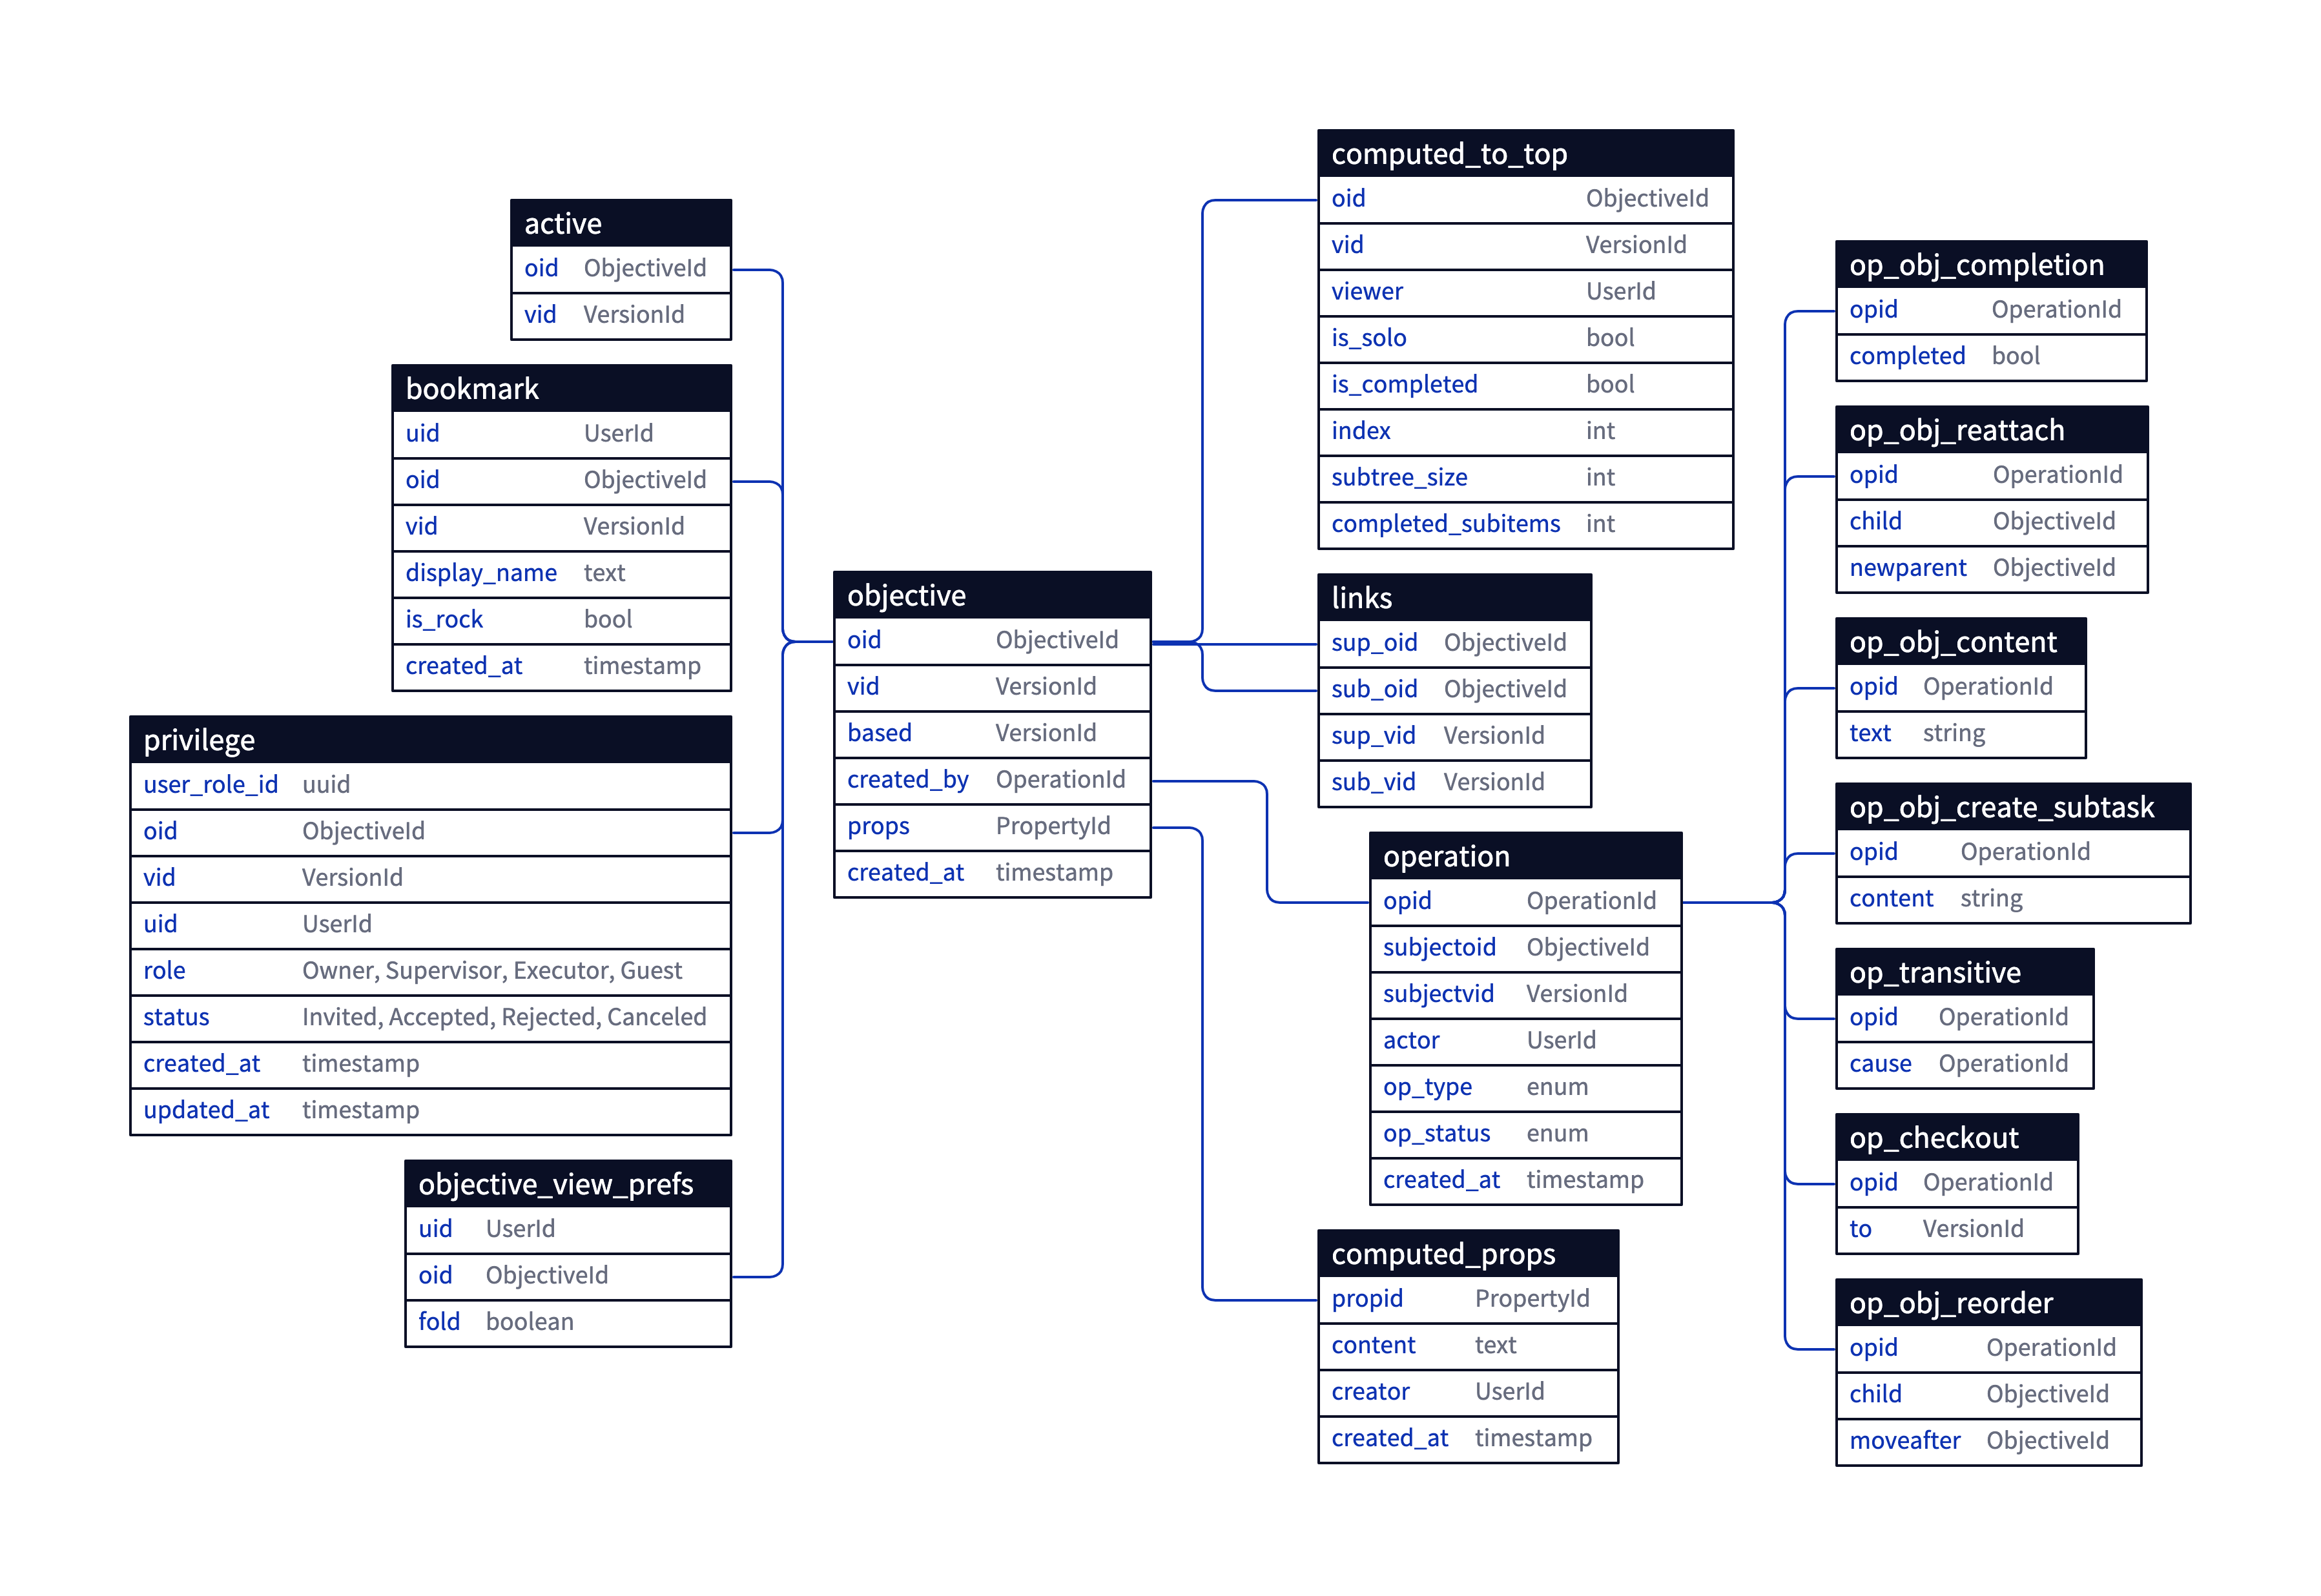 active
oid ObjectiveId
vid VersionId
bookmark
uid UserId
oid ObjectiveId
vid VersionId
display_name text
is_rock bool
created_at timestamp
privilege
user_role_id uuid
oid ObjectiveId
vid VersionId
uid UserId
role Owner, Supervisor, Executor, Guest
status Invited, Accepted, Rejected, Canceled
created_at timestamp
updated_at timestamp
objective_view_prefs
uid UserId
oid ObjectiveId
fold boolean
objective
oid ObjectiveId
vid VersionId
based VersionId
created_by OperationId
props PropertyId
created_at timestamp
computed_to_top
oid ObjectiveId
vid VersionId
viewer UserId
is_solo bool
is_completed bool
index int
subtree_size int
completed_subitems int
links
sup_oid ObjectiveId
sub_oid ObjectiveId
sup_vid VersionId
sub_vid VersionId
operation
opid OperationId
subjectoid ObjectiveId
subjectvid VersionId
actor UserId
op_type enum
op_status enum
created_at timestamp
computed_props
propid PropertyId
content text
creator UserId
created_at timestamp
op_obj_completion
opid OperationId
completed bool
op_obj_reattach
opid OperationId
child ObjectiveId
newparent ObjectiveId
op_obj_content
opid OperationId
text string
op_obj_create_subtask
opid OperationId
content string
op_transitive
opid OperationId
cause OperationId
op_checkout
opid OperationId
to VersionId
op_obj_reorder
opid OperationId
child ObjectiveId
moveafter ObjectiveId